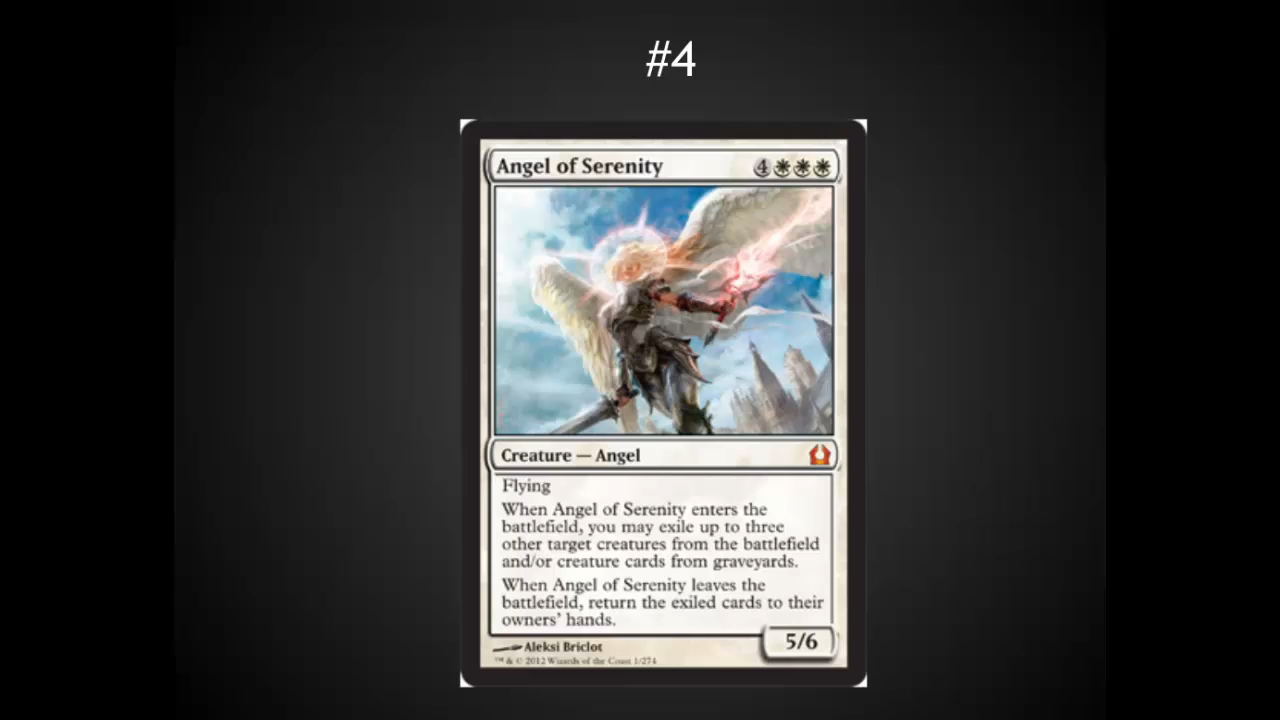 #4
Angel of Serenity 4
Creature — Angel
Flying
When Angel of Serenity enters the
battlefield, you may exile up to three
other target creatures from the battlefield
and/or creature cards from graveyards.
When Angel of Serenity leaves the
battlefield, return the exiled cards to their
owners' hands.
5/6
Aleksi Briclot
™ & © 2012 Wizards of the Coast 1/274